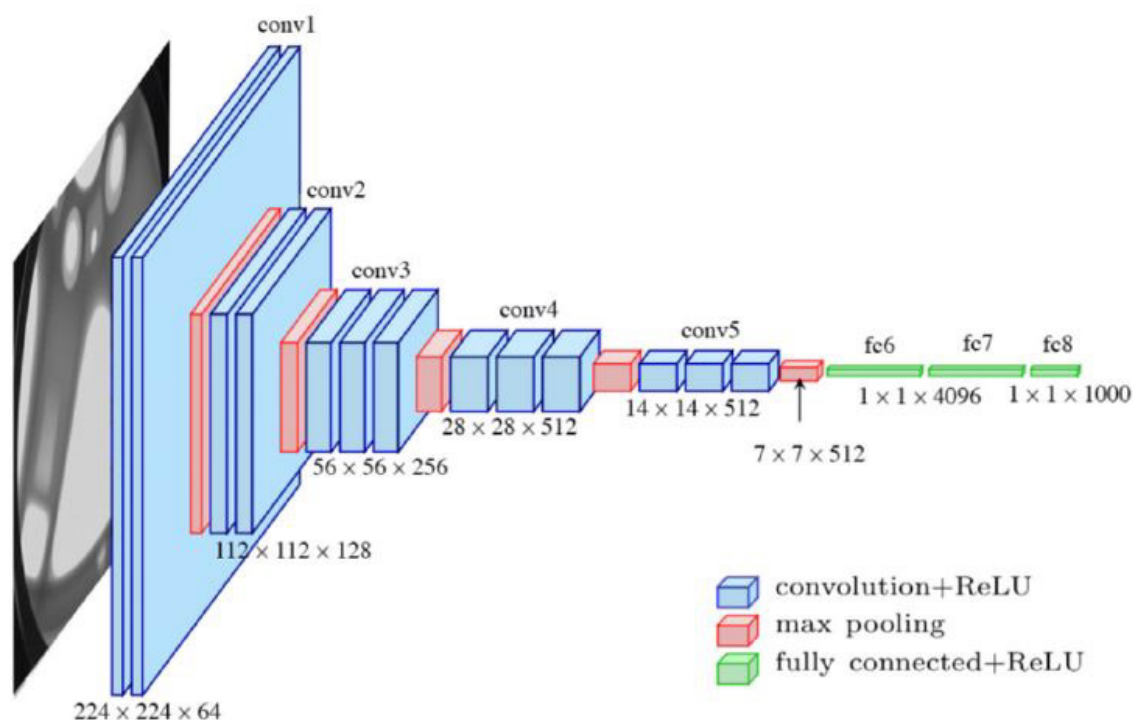 conv1
conv2
conv3
conv4
conv5
fc6
fc7
fc8
1 × 1 × 4096
1 × 1 × 1000
14 × 14 × 512
28 × 28 × 512
7 × 7 × 512
56 × 56 × 256
112 × 112 × 128
224 × 224 × 64
convolution+ReLU
max pooling
fully connected+ReLU